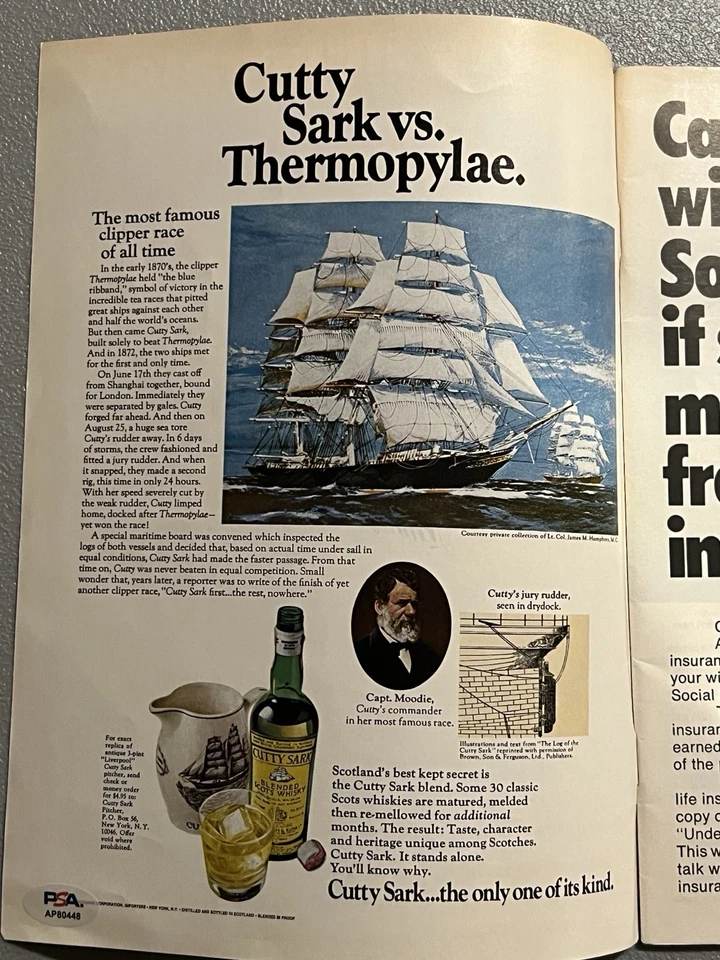 Cutty
Sark vs.
Thermopylae.
The most famous
clipper race
of all time
In the early 1870's, the clipper
Thermopylae held "the blue
ribband," symbol of victory in the
incredible tea races that pitted
great ships against each other
and half the world's oceans.
But then came Cutty Sark,
built solely to beat Thermopylae.
And in 1872, the two ships met
for the first and only time.
On June 17th they cast off
from Shanghai together, bound
for London. Immediately they
were separated by gales. Cutty
forged far ahead. And then on
August 25, a huge sea tore
Cutty's rudder away. In 6 days
of storms, the crew fashioned and
fitted a jury rudder. And when
it snapped, they made a second
rig, this time in only 24 hours.
With her speed severely cut by
the weak rudder, Cutty limped
home, docked after Thermopylae—
yet won the race!
A special maritime board was convened which inspected the
logs of both vessels and decided that, based on actual time under sail in
equal conditions, Cutty Sark had made the faster passage. From that
time on, Cutty was never beaten in equal competition. Small
wonder that, years later, a reporter was to write of the finish of yet
another clipper race, "Cutty Sark first...the rest, nowhere."
Courtesy private collection of Lt. Col. James M. Hampton, M.C.
Capt. Moodie,
Cutty's commander
in her most famous race.
Cutty's jury rudder,
seen in drydock.
Illustrations and text from "The Log of the
Cutty Sark" reprinted with permission of
Brown, Son & Ferguson, Ltd., Publishers.
For exact
replica of
antique 3-pint
"Liverpool"
Cutty Sark
pitcher, send
check or
money order
for $4.95 to:
Cutty Sark
Pitcher,
P.O. Box 56,
New York, N.Y.
10046. Offer
void where
prohibited.
CU
CUTTY SARK
BLENDED
SCOTS WHISKY
Scotland's best kept secret is
the Cutty Sark blend. Some 30 classic
Scots whiskies are matured, melded
then re-mellowed for additional
months. The result: Taste, character
and heritage unique among Scotches.
Cutty Sark. It stands alone.
You'll know why.
Cutty Sark...the only one of its kind.
CORPORATION, IMPORTERS • NEW YORK, N.Y. • DISTILLED AND BOTTLED IN SCOTLAND • BLENDED 86 PROOF
PSA
AP80448
Ca
wi
So
if s
m
fro
in
insuran
your wi
Social
insuran
earned
of the
life ins
copy o
"Unde
This w
talk w
insura